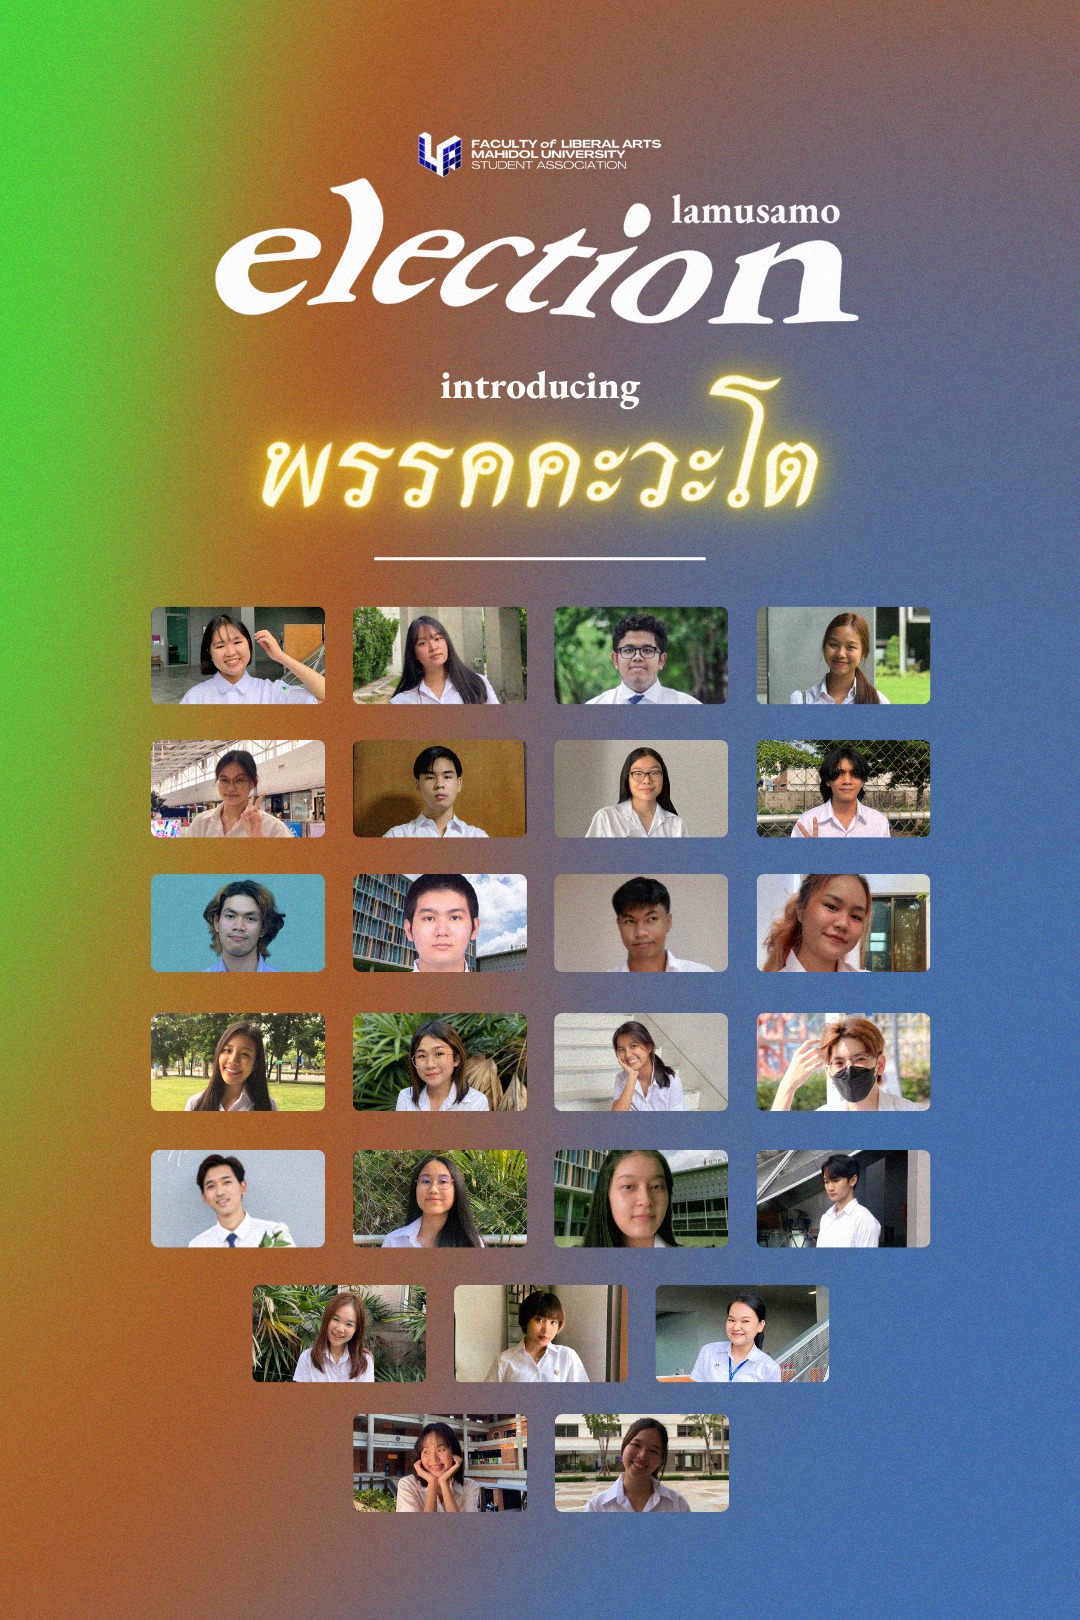 FACULTY of LIBERAL ARTS
MAHIDOL UNIVERSITY
STUDENT ASSOCIATION
lamusamo
election
introducing
พรรคคะวะโต